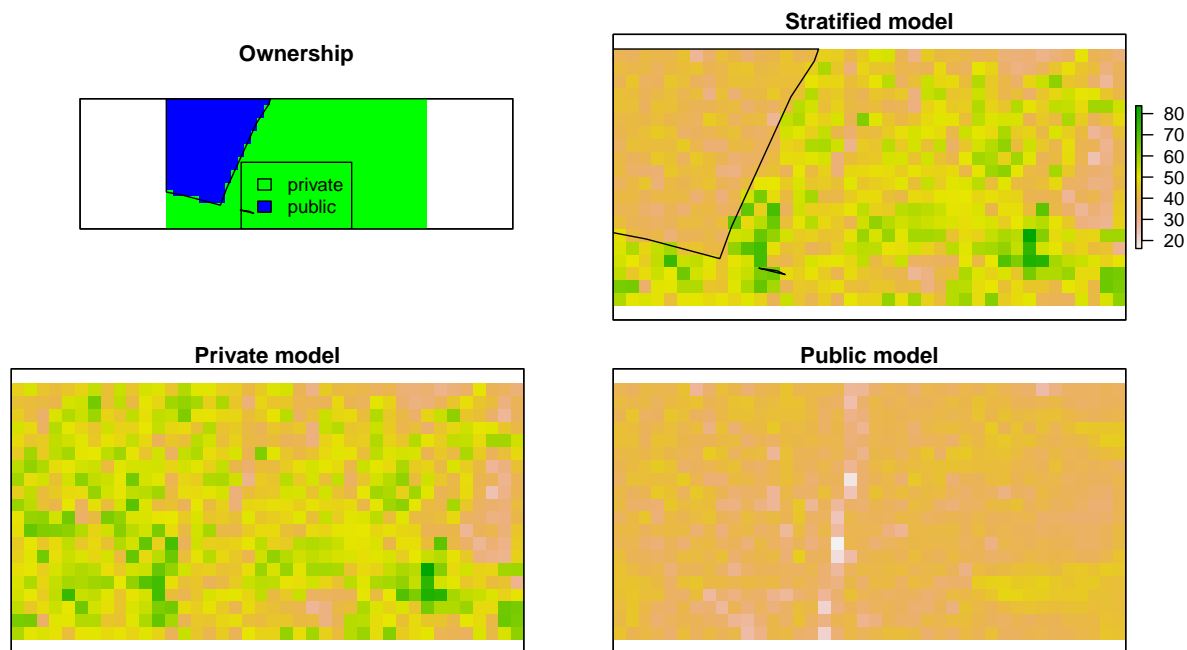 Ownership
private
public
Stratified model
80
70
60
50
40
30
20
Private model
Public model